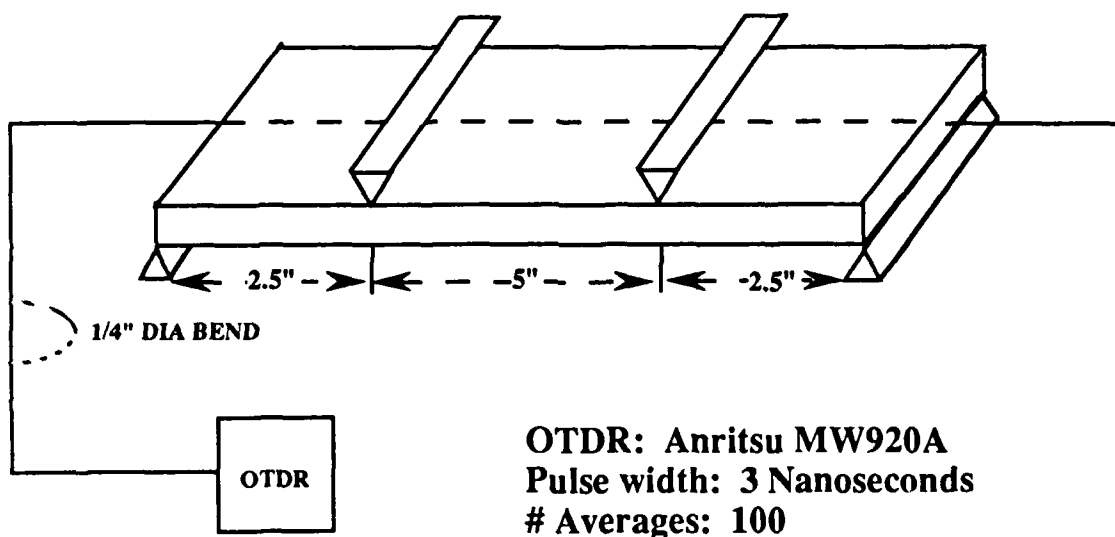 2.5"
5"
2.5"
1/4" DIA BEND
OTDR
OTDR: Anritsu MW920A
Pulse width: 3 Nanoseconds
# Averages: 100